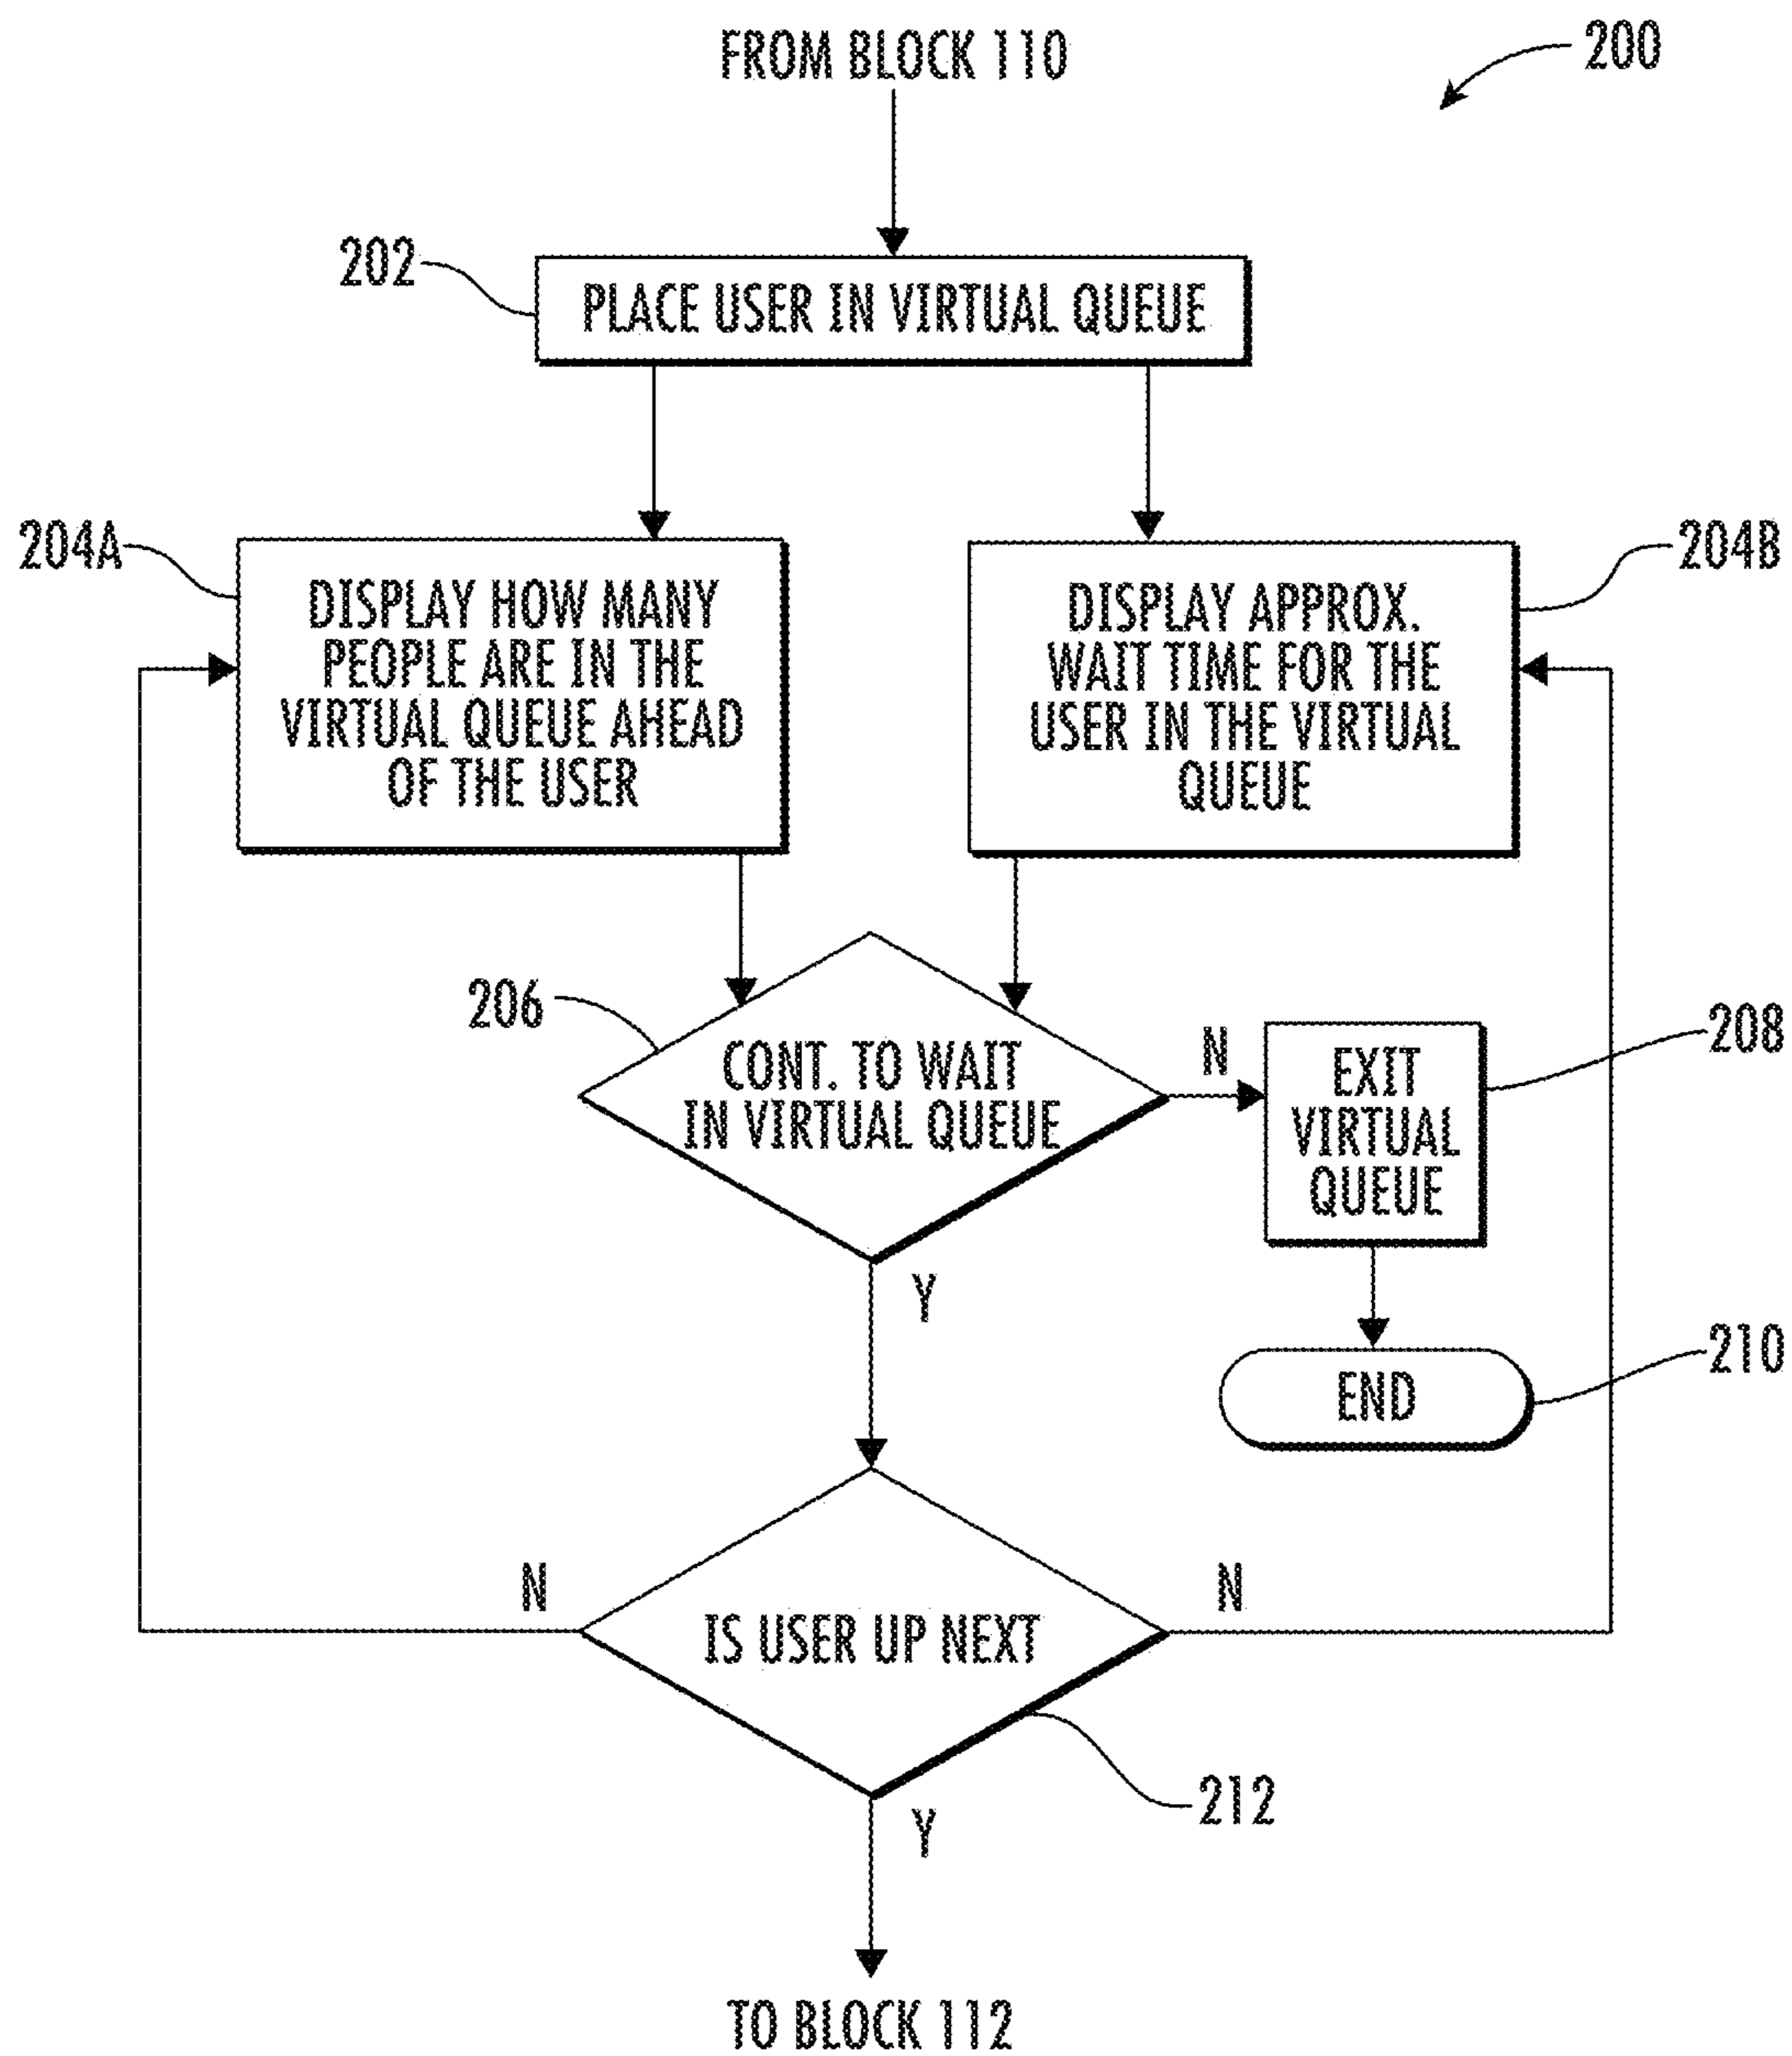 FROM BLOCK 110
200
202
PLACE USER IN VIRTUAL QUEUE
204A
DISPLAY HOW MANY
PEOPLE ARE IN THE
VIRTUAL QUEUE AHEAD
OF THE USER
204B
DISPLAY APPROX.
WAIT TIME FOR THE
USER IN THE VIRTUAL
QUEUE
206
CONT. TO WAIT
IN VIRTUAL QUEUE
N
208
EXIT
VIRTUAL
QUEUE
Y
210
END
N
IS USER UP NEXT
N
212
Y
TO BLOCK 112